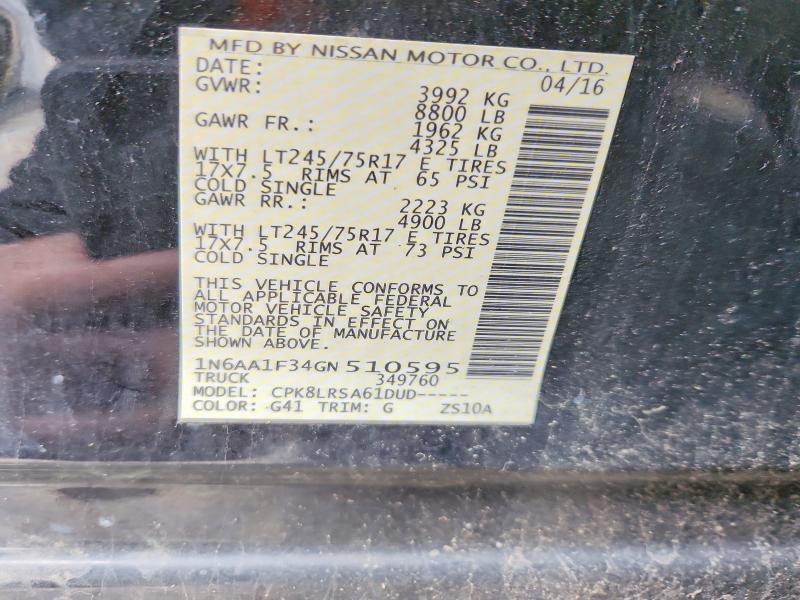 MFD BY NISSAN MOTOR CO., LTD.
DATE: 04/16
GVWR: 3992 KG
8800 LB
GAWR FR.: 1962 KG
4325 LB
WITH LT245/75R17 E TIRES
17X7.5 RIMS AT 65 PSI
COLD SINGLE
GAWR RR.: 2223 KG
4900 LB
WITH LT245/75R17 E TIRES
17X7.5 RIMS AT 73 PSI
COLD SINGLE
THIS VEHICLE CONFORMS TO
ALL APPLICABLE FEDERAL
MOTOR VEHICLE SAFETY
STANDARDS IN EFFECT ON
THE DATE OF MANUFACTURE
SHOWN ABOVE.
1N6AA1F34GN510595
TRUCK 349760
MODEL: CPK8LRSA61DUD-----
COLOR: G41 TRIM: G ZS10A